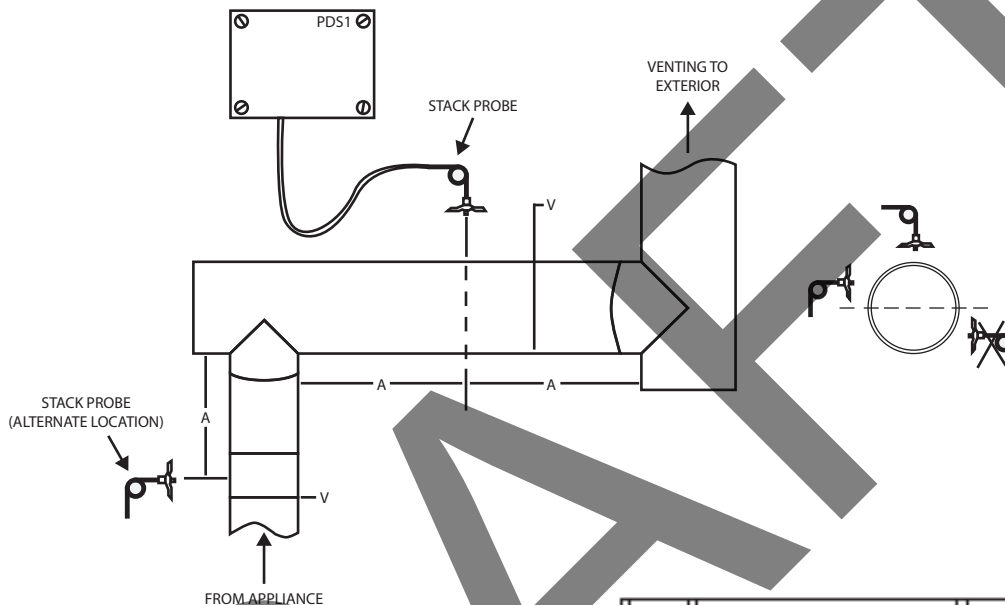 PDS1
VENTING TO
EXTERIOR
STACK PROBE
V
A
A
A
STACK PROBE
(ALTERNATE LOCATION)
V
FROM APPLIANCE